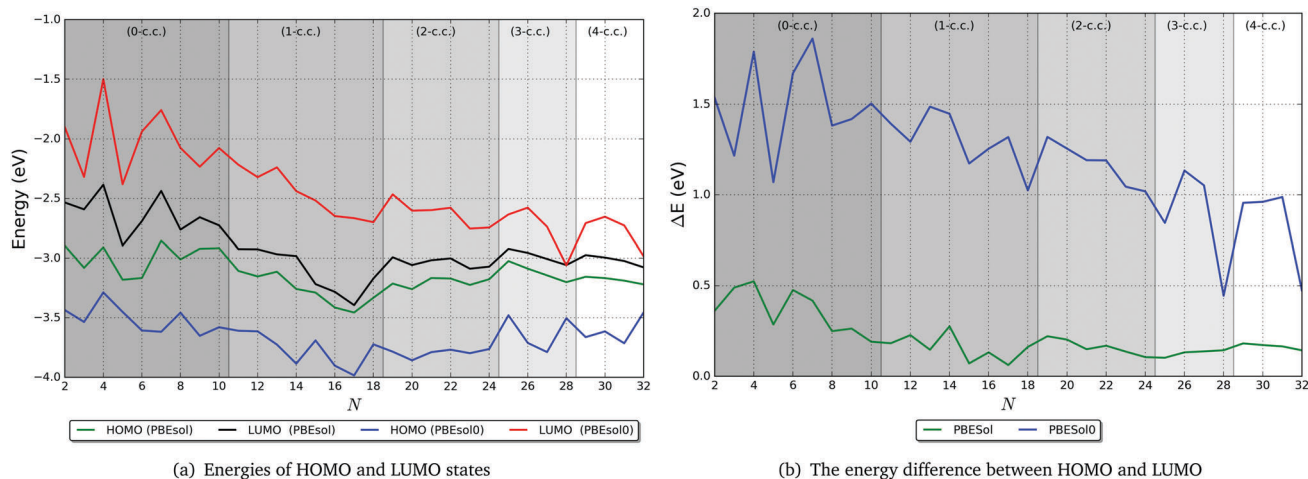 −1.0
(0-c.c.) (1-c.c.) (2-c.c.) (3-c.c.) (4-c.c.)
−1.5
−2.0
−2.5
−3.0
−3.5
−4.0
Energy (eV)
2 4 6 8 10 12 14 16 18 20 22 24 26 28 30 32
N
HOMO (PBEsol) LUMO (PBEsol) HOMO (PBEsol0) LUMO (PBEsol0)
(a) Energies of HOMO and LUMO states
2.0
(0-c.c.) (1-c.c.) (2-c.c.) (3-c.c.) (4-c.c.)
1.5
1.0
0.5
0.0
ΔE (eV)
2 4 6 8 10 12 14 16 18 20 22 24 26 28 30 32
N
PBESol PBESol0
(b) The energy difference between HOMO and LUMO